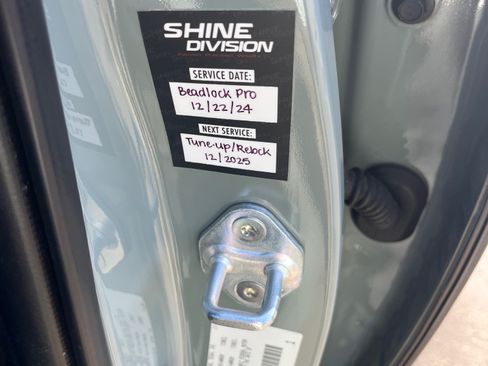 SHINE
DIVISION
SERVICE DATE:
Beadlock Pro
12/22/24
NEXT SERVICE:
Tune-up/Relock
12/2025